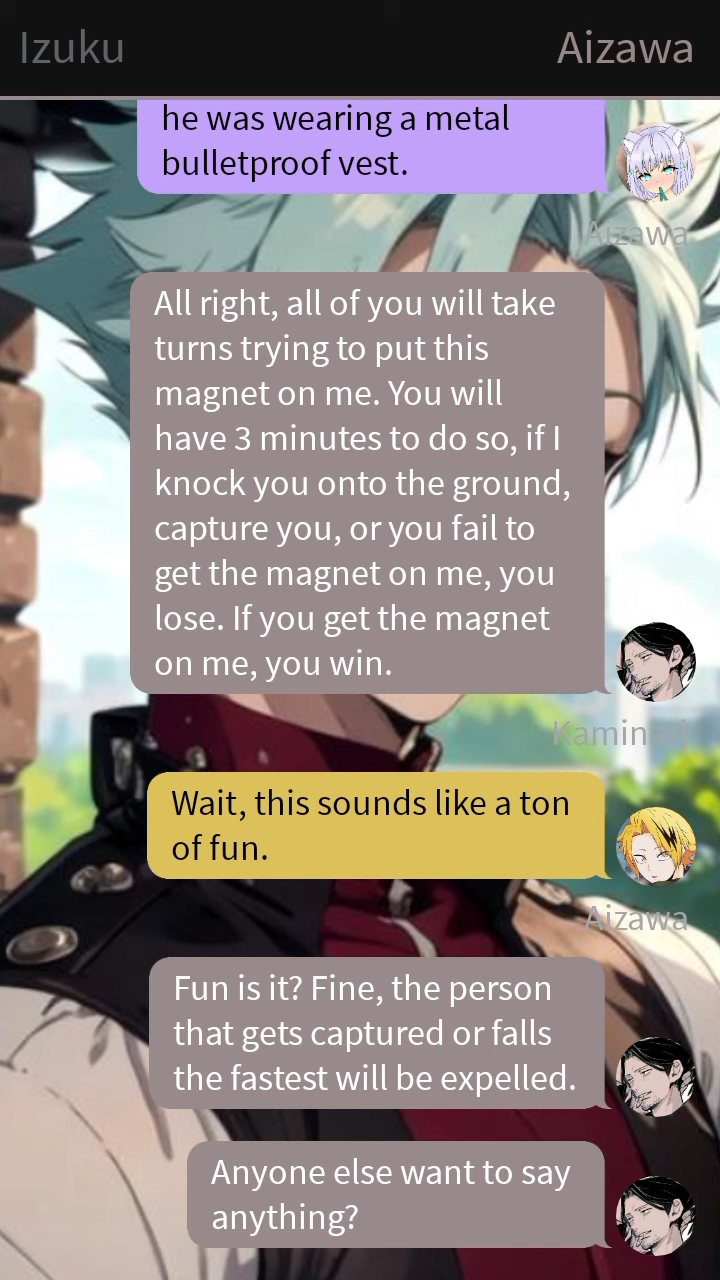 Izuku
Aizawa
he was wearing a metal
bulletproof vest.
Aizawa
All right, all of you will take
turns trying to put this
magnet on me. You will
have 3 minutes to do so, if I
knock you onto the ground,
capture you, or you fail to
get the magnet on me, you
lose. If you get the magnet
on me, you win.
Kaminari
Wait, this sounds like a ton
of fun.
Aizawa
Fun is it? Fine, the person
that gets captured or falls
the fastest will be expelled.
Anyone else want to say
anything?